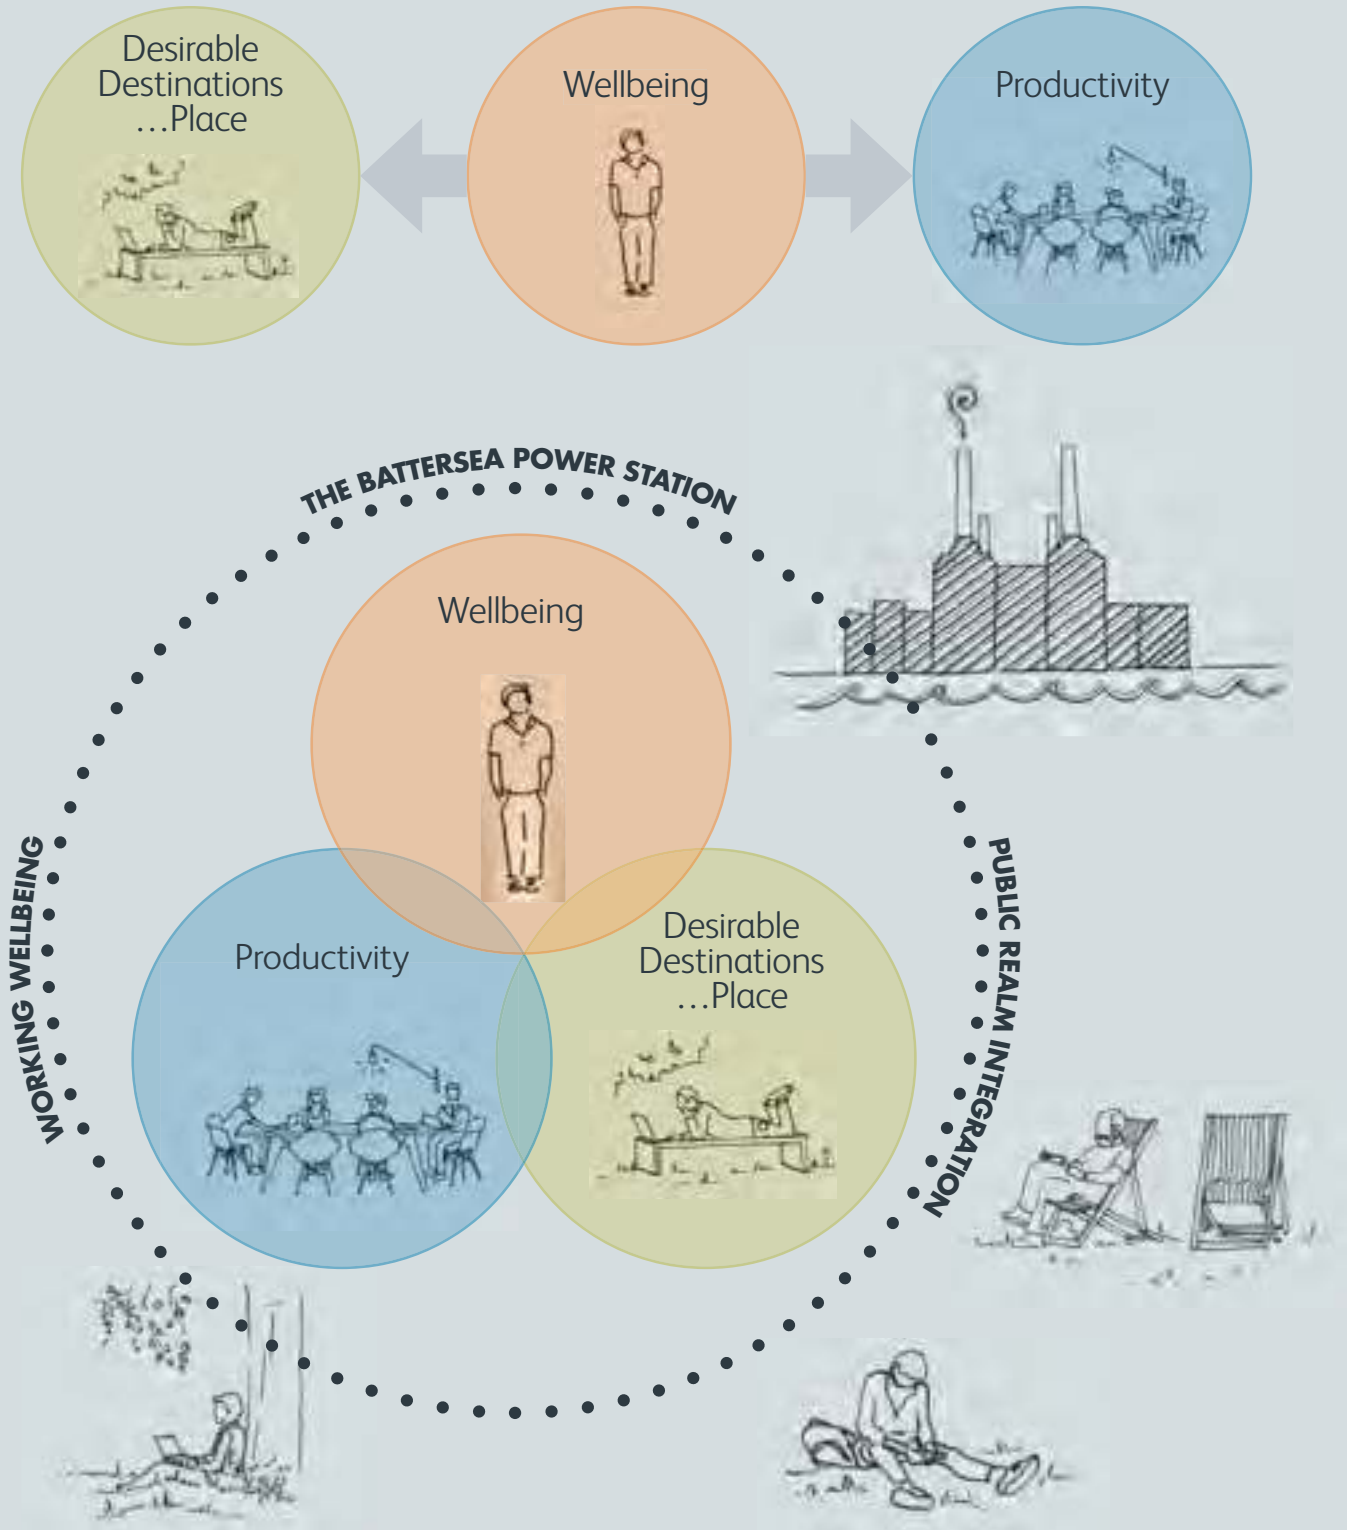 Desirable
Destinations
...Place
Wellbeing
Productivity
THE BATTERSEA POWER STATION
Wellbeing
WORKING WELLBEING
PUBLIC REALM INTEGRATION
Productivity
Desirable
Destinations
...Place